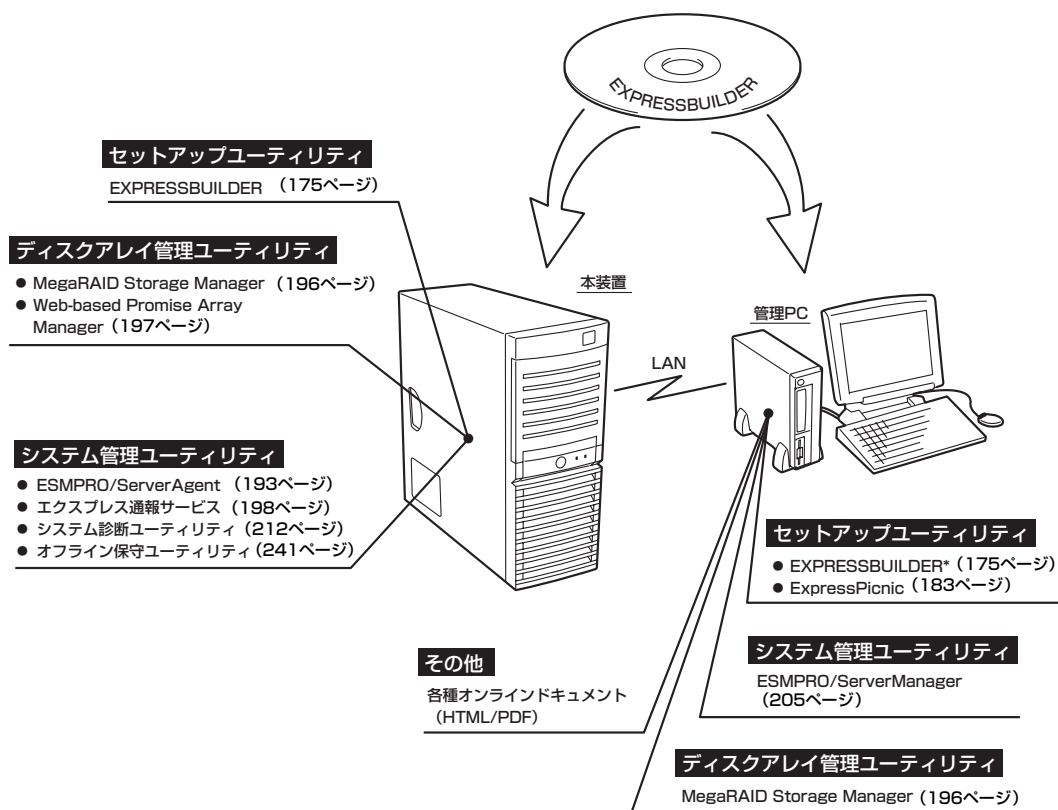 EXPRESSBUILDER
セットアップユーティリティ
EXPRESSBUILDER （175ページ）
ディスクアレイ管理ユーティリティ
● MegaRAID Storage Manager （196ページ）
● Web-based Promise Array
Manager（197ページ）
本装置
管理PC
LAN
システム管理ユーティリティ
● ESMPRO/ServerAgent （193ページ）
● エクスプレス通報サービス （198ページ）
● システム診断ユーティリティ（212ページ）
● オフライン保守ユーティリティ（241ページ）
セットアップユーティリティ
● EXPRESSBUILDER*（175ページ）
● ExpressPicnic（183ページ）
その他
各種オンラインドキュメント
（HTML/PDF）
システム管理ユーティリティ
ESMPRO/ServerManager
（205ページ）
ディスクアレイ管理ユーティリティ
MegaRAID Storage Manager（196ページ）